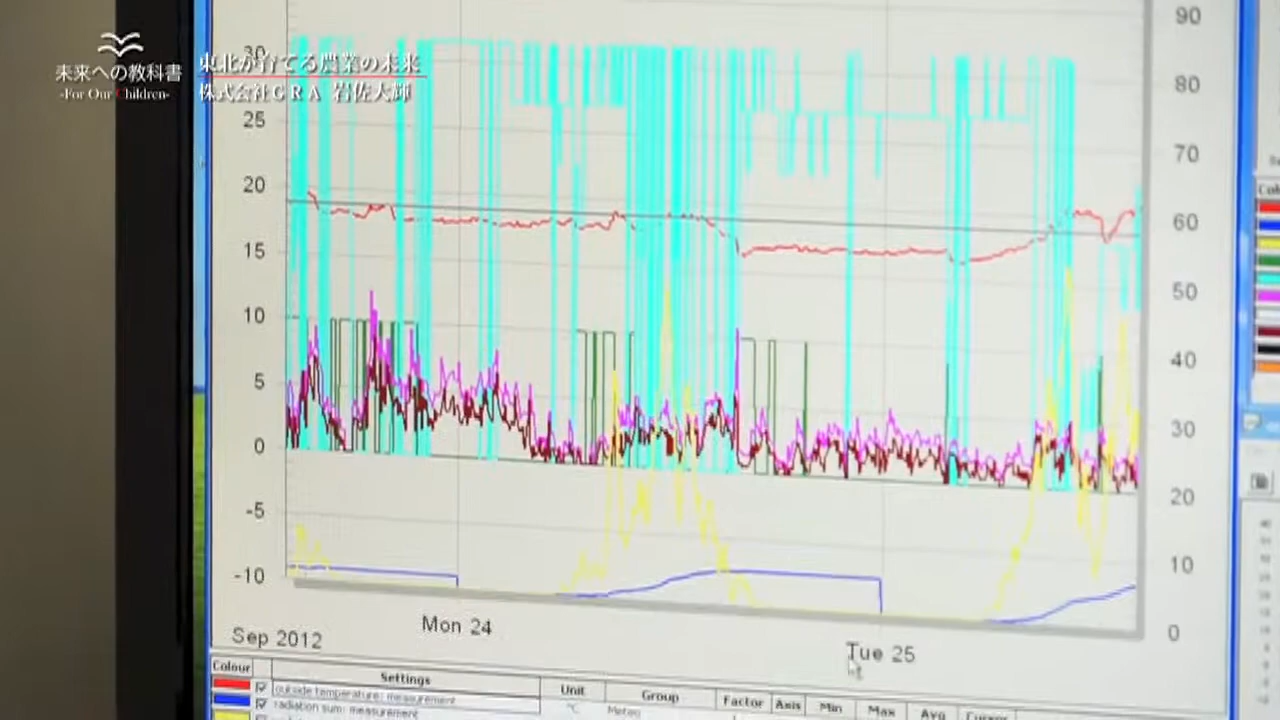 未来への教科書
-For Our Children-
東北が育てる農業の未来
株式会社GRA 岩佐大輝
30
25
20
15
10
5
0
-5
-10
90
80
70
60
50
40
30
20
10
0
Sep 2012
Mon 24
Tue 25
Colour Settings Unit Group Factor Axis Min Max Avg Cursor
outside temperature: measurement °C Meteo
radiation sum: measurement